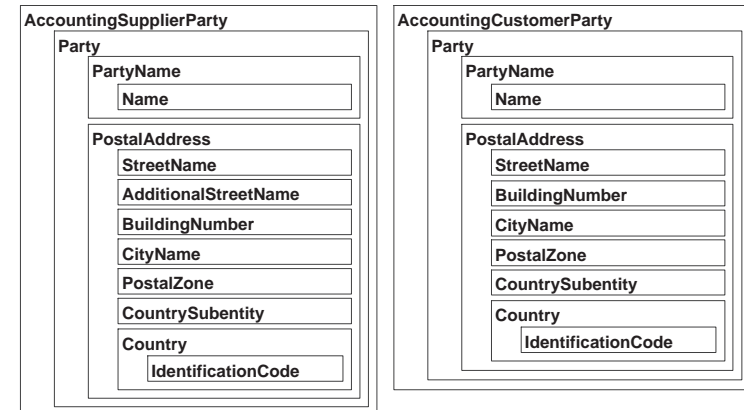 AccountingSupplierParty
Party
PartyName
Name
PostalAddress
StreetName
AdditionalStreetName
BuildingNumber
CityName
PostalZone
CountrySubentity
Country
IdentificationCode
AccountingCustomerParty
Party
PartyName
Name
PostalAddress
StreetName
BuildingNumber
CityName
PostalZone
CountrySubentity
Country
IdentificationCode